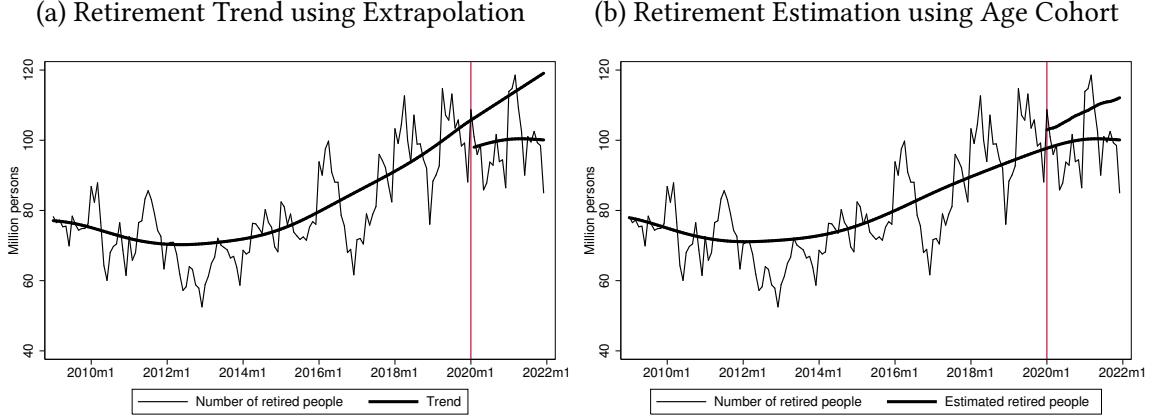 (a) Retirement Trend using Extrapolation
Million persons
120
100
80
60
40
2010m1 2012m1 2014m1 2016m1 2018m1 2020m1 2022m1
Number of retired people Trend
(b) Retirement Estimation using Age Cohort
Million persons
120
100
80
60
40
2010m1 2012m1 2014m1 2016m1 2018m1 2020m1 2022m1
Number of retired people Estimated retired people